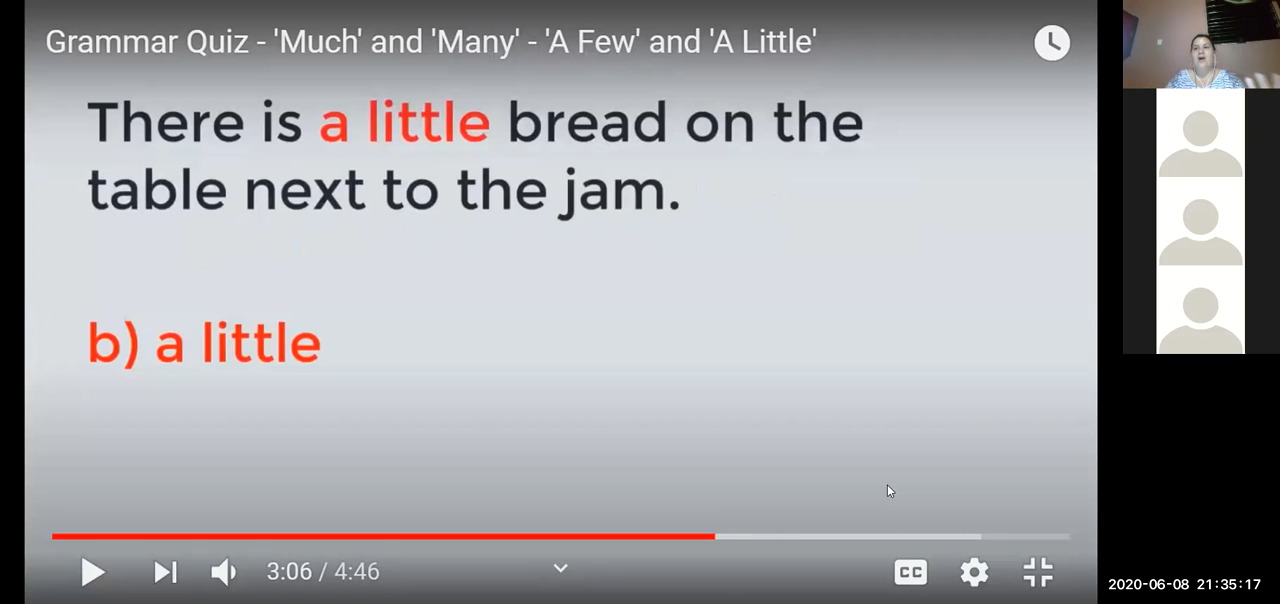 Grammar Quiz - 'Much' and 'Many' - 'A Few' and 'A Little'
There is a little bread on the
table next to the jam.
b) a little
3:06 / 4:46
CC
2020-06-08 21:35:17